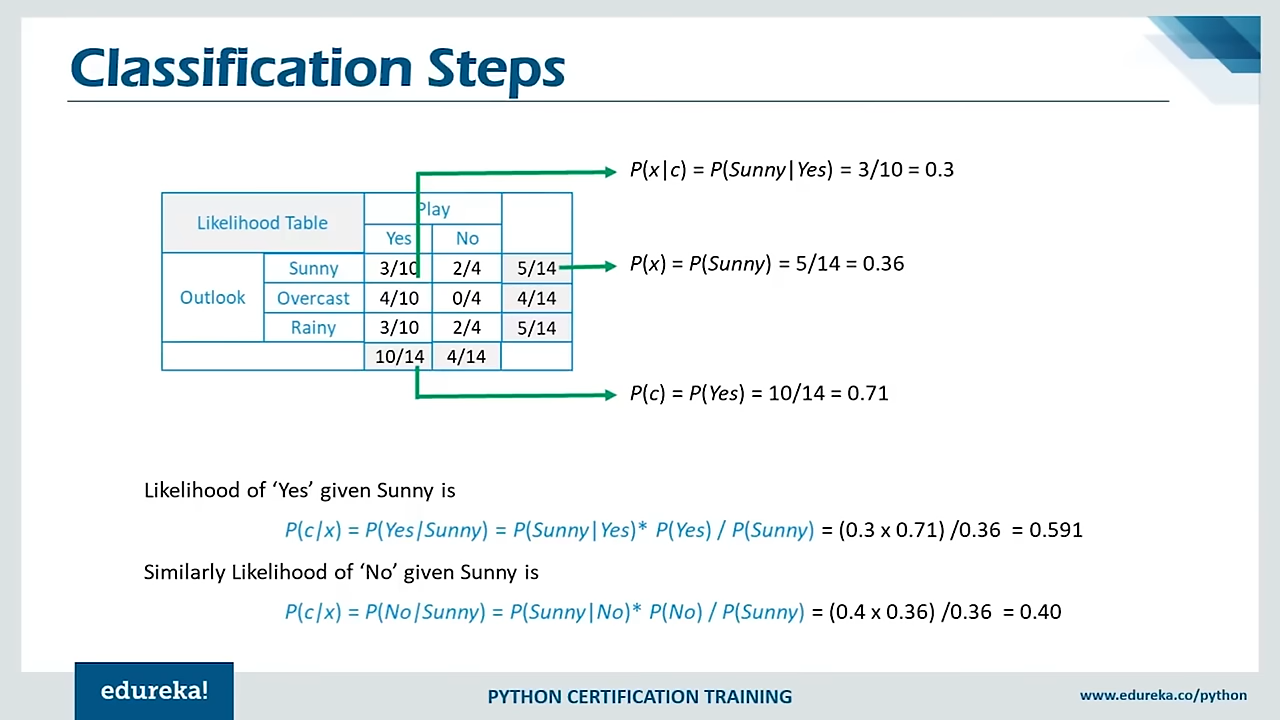 Classification Steps
P(x|c) = P(Sunny|Yes) = 3/10 = 0.3
Likelihood Table Play
Yes No
Outlook Sunny 3/10 2/4 5/14
P(x) = P(Sunny) = 5/14 = 0.36
Overcast 4/10 0/4 4/14
Rainy 3/10 2/4 5/14
10/14 4/14
P(c) = P(Yes) = 10/14 = 0.71
Likelihood of ‘Yes’ given Sunny is
P(c|x) = P(Yes|Sunny) = P(Sunny|Yes)* P(Yes) / P(Sunny) = (0.3 x 0.71) /0.36 = 0.591
Similarly Likelihood of ‘No’ given Sunny is
P(c|x) = P(No|Sunny) = P(Sunny|No)* P(No) / P(Sunny) = (0.4 x 0.36) /0.36 = 0.40
edureka!
PYTHON CERTIFICATION TRAINING
www.edureka.co/python